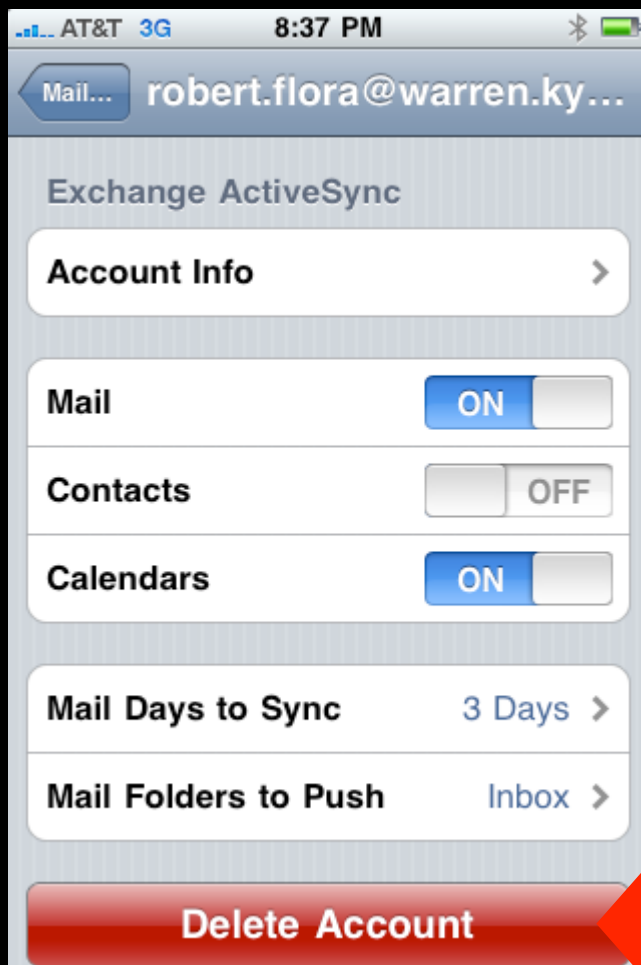 AT&T 3G 8:37 PM
Mail... robert.flora@warren.ky...
Exchange ActiveSync
Account Info
Mail ON
Contacts OFF
Calendars ON
Mail Days to Sync 3 Days
Mail Folders to Push Inbox
Delete Account